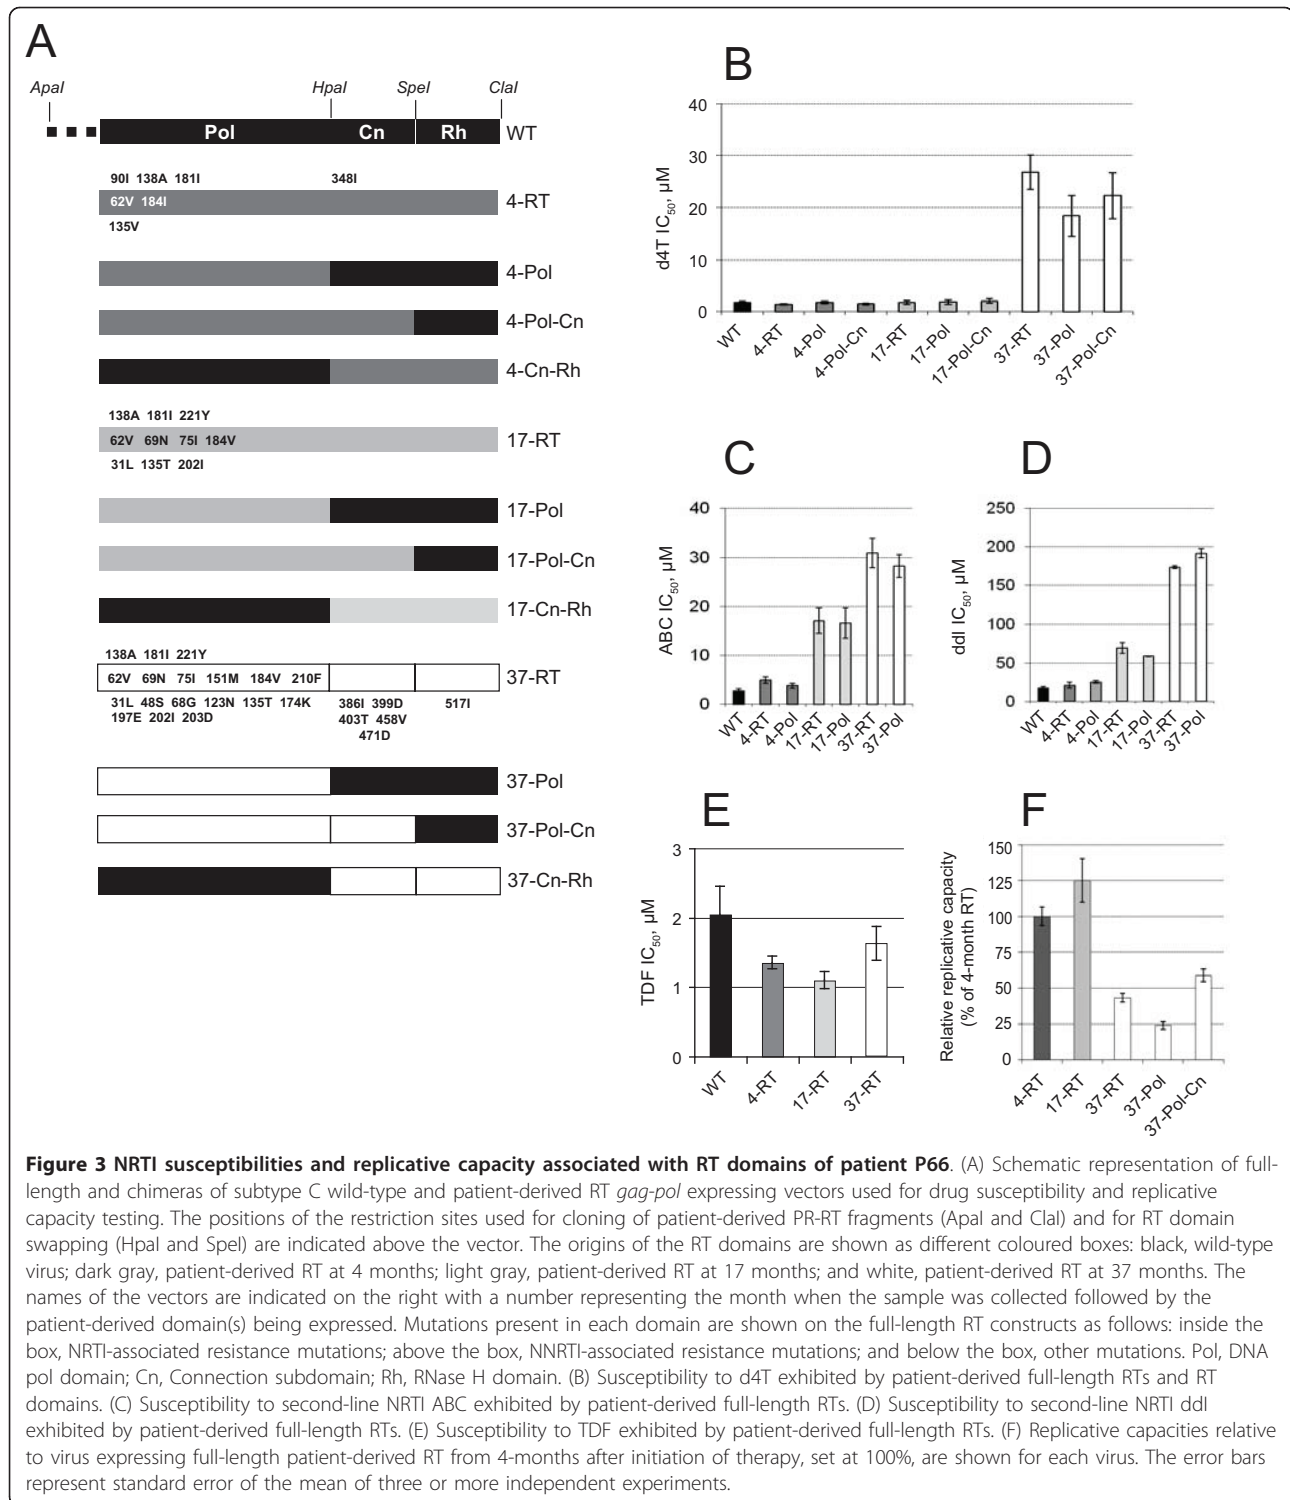 A
ApaI HpaI SpeI ClaI
Pol Cn Rh WT
90I 138A 181I 348I
62V 184I 4-RT
135V
4-Pol
4-Pol-Cn
4-Cn-Rh
138A 181I 221Y
62V 69N 75I 184V 17-RT
31L 135T 202I
17-Pol
17-Pol-Cn
17-Cn-Rh
138A 181I 221Y
62V 69N 75I 151M 184V 210F 37-RT
31L 48S 68G 123N 135T 174K 386I 399D 517I
197E 202I 203D 403T 458V
471D
37-Pol
37-Pol-Cn
37-Cn-Rh
B
d4T IC50, µM
40
30
20
10
0
WT 4-RT 4-Pol 4-Pol-Cn 17-RT 17-Pol 17-Pol-Cn 37-RT 37-Pol 37-Pol-Cn
C
ABC IC50, µM
40
30
20
10
0
WT 4-RT 4-Pol 17-RT 17-Pol 37-RT 37-Pol
D
ddI IC50, µM
250
200
150
100
50
0
WT 4-RT 4-Pol 17-RT 17-Pol 37-RT 37-Pol
E
TDF IC50, µM
3
2
1
0
WT 4-RT 17-RT 37-RT
F
Relative replicative capacity
(% of 4-month RT)
150
125
100
75
50
25
0
4-RT 17-RT 37-RT 37-Pol 37-Pol-Cn
Figure 3 NRTI susceptibilities and replicative capacity associated with RT domains of patient P66. (A) Schematic representation of full-
length and chimeras of subtype C wild-type and patient-derived RT gag-pol expressing vectors used for drug susceptibility and replicative
capacity testing. The positions of the restriction sites used for cloning of patient-derived PR-RT fragments (ApaI and ClaI) and for RT domain
swapping (HpaI and SpeI) are indicated above the vector. The origins of the RT domains are shown as different coloured boxes: black, wild-type
virus; dark gray, patient-derived RT at 4 months; light gray, patient-derived RT at 17 months; and white, patient-derived RT at 37 months. The
names of the vectors are indicated on the right with a number representing the month when the sample was collected followed by the
patient-derived domain(s) being expressed. Mutations present in each domain are shown on the full-length RT constructs as follows: inside the
box, NRTI-associated resistance mutations; above the box, NNRTI-associated resistance mutations; and below the box, other mutations. Pol, DNA
pol domain; Cn, Connection subdomain; Rh, RNase H domain. (B) Susceptibility to d4T exhibited by patient-derived full-length RTs and RT
domains. (C) Susceptibility to second-line NRTI ABC exhibited by patient-derived full-length RTs. (D) Susceptibility to second-line NRTI ddI
exhibited by patient-derived full-length RTs. (E) Susceptibility to TDF exhibited by patient-derived full-length RTs. (F) Replicative capacities relative
to virus expressing full-length patient-derived RT from 4-months after initiation of therapy, set at 100%, are shown for each virus. The error bars
represent standard error of the mean of three or more independent experiments.